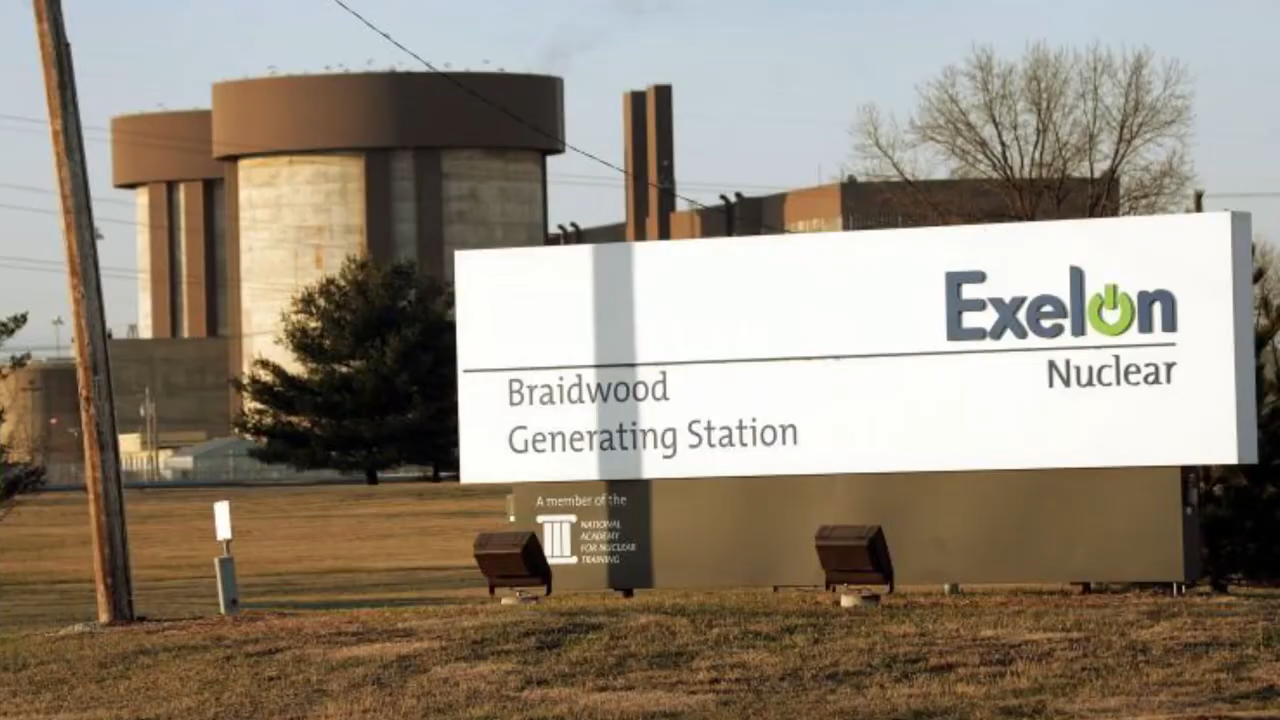 Exelon
Nuclear
Braidwood
Generating Station
A member of the
NATIONAL
ACADEMY
FOR NUCLEAR
TRAINING